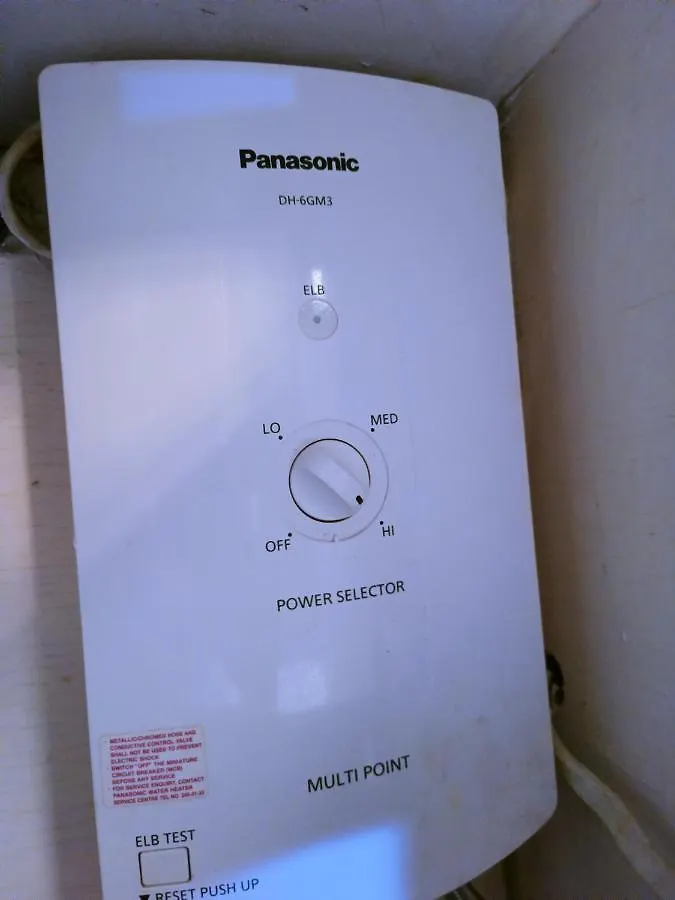 Panasonic
DH-6GM3
ELB
LO
MED
OFF
HI
POWER SELECTOR
· METALLIC/CHROMED HOSE AND
CONDUCTIVE CONTROL VALVE
SHALL NOT BE USED TO PREVENT
ELECTRIC SHOCK
· SWITCH "OFF" THE MINIATURE
CIRCUIT BREAKER (MCB)
BEFORE ANY SERVICE
· FOR SERVICE ENQUIRY, CONTACT
PANASONIC WATER HEATER
SERVICE CENTRE TEL NO.
MULTI POINT
ELB TEST
▼ RESET PUSH UP